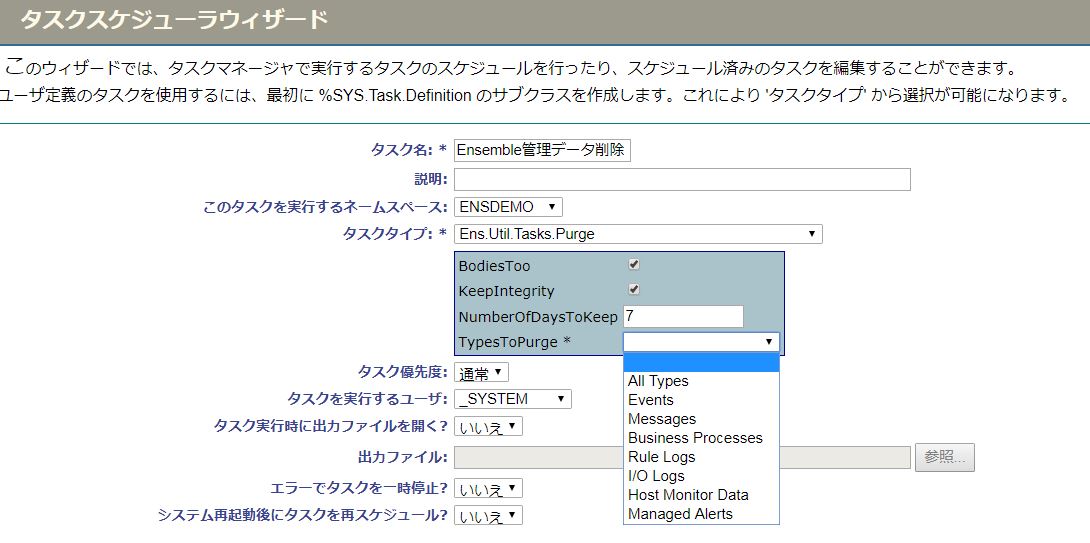 タスクスケジューラウィザード
このウィザードでは、タスクマネージャで実行するタスクのスケジュールを行ったり、スケジュール済みのタスクを編集することができます。
ユーザ定義のタスクを使用するには、最初に %SYS.Task.Definition のサブクラスを作成します。これにより 'タスクタイプ' から選択が可能になります。
タスク名: * Ensemble管理データ削除
説明:
このタスクを実行するネームスペース: ENSDEMO
タスクタイプ: * Ens.Util.Tasks.Purge
BodiesToo
KeepIntegrity
NumberOfDaysToKeep 7
TypesToPurge *
All Types
Events
Messages
Business Processes
Rule Logs
I/O Logs
Host Monitor Data
Managed Alerts
タスク優先度: 通常
タスクを実行するユーザ: _SYSTEM
タスク実行時に出力ファイルを開く? いいえ
出力ファイル: 参照...
エラーでタスクを一時停止? いいえ
システム再起動後にタスクを再スケジュール? いいえ